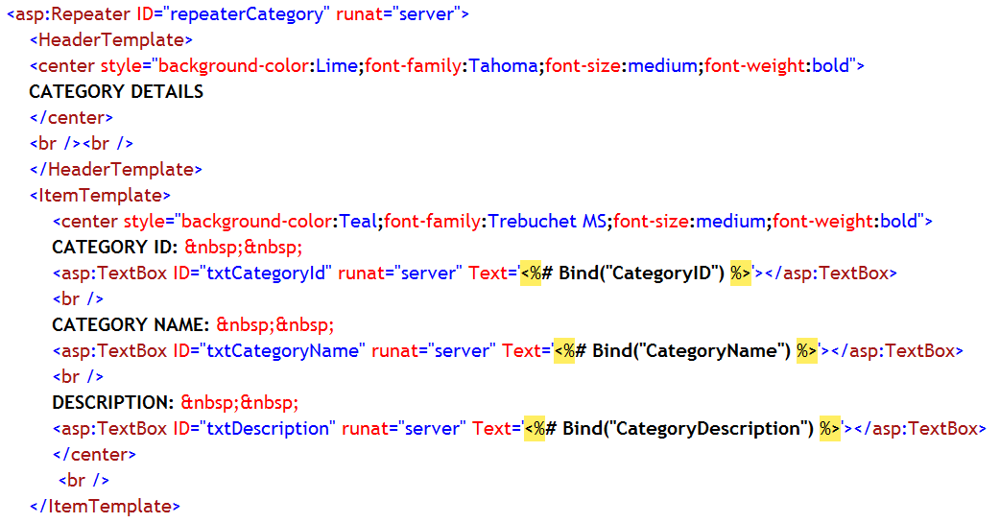 <asp:Repeater ID="repeaterCategory" runat="server">
<HeaderTemplate>
<center style="background-color:Lime;font-family:Tahoma;font-size:medium;font-weight:bold">
CATEGORY DETAILS
</center>
<br /><br />
</HeaderTemplate>
<ItemTemplate>
<center style="background-color:Teal;font-family:Trebuchet MS;font-size:medium;font-weight:bold">
CATEGORY ID: &nbsp;&nbsp;
<asp:TextBox ID="txtCategoryId" runat="server" Text='<%# Bind("CategoryID") %>'></asp:TextBox>
<br />
CATEGORY NAME: &nbsp;&nbsp;
<asp:TextBox ID="txtCategoryName" runat="server" Text='<%# Bind("CategoryName") %>'></asp:TextBox>
<br />
DESCRIPTION: &nbsp;&nbsp;
<asp:TextBox ID="txtDescription" runat="server" Text='<%# Bind("CategoryDescription") %>'></asp:TextBox>
</center>
<br />
</ItemTemplate>